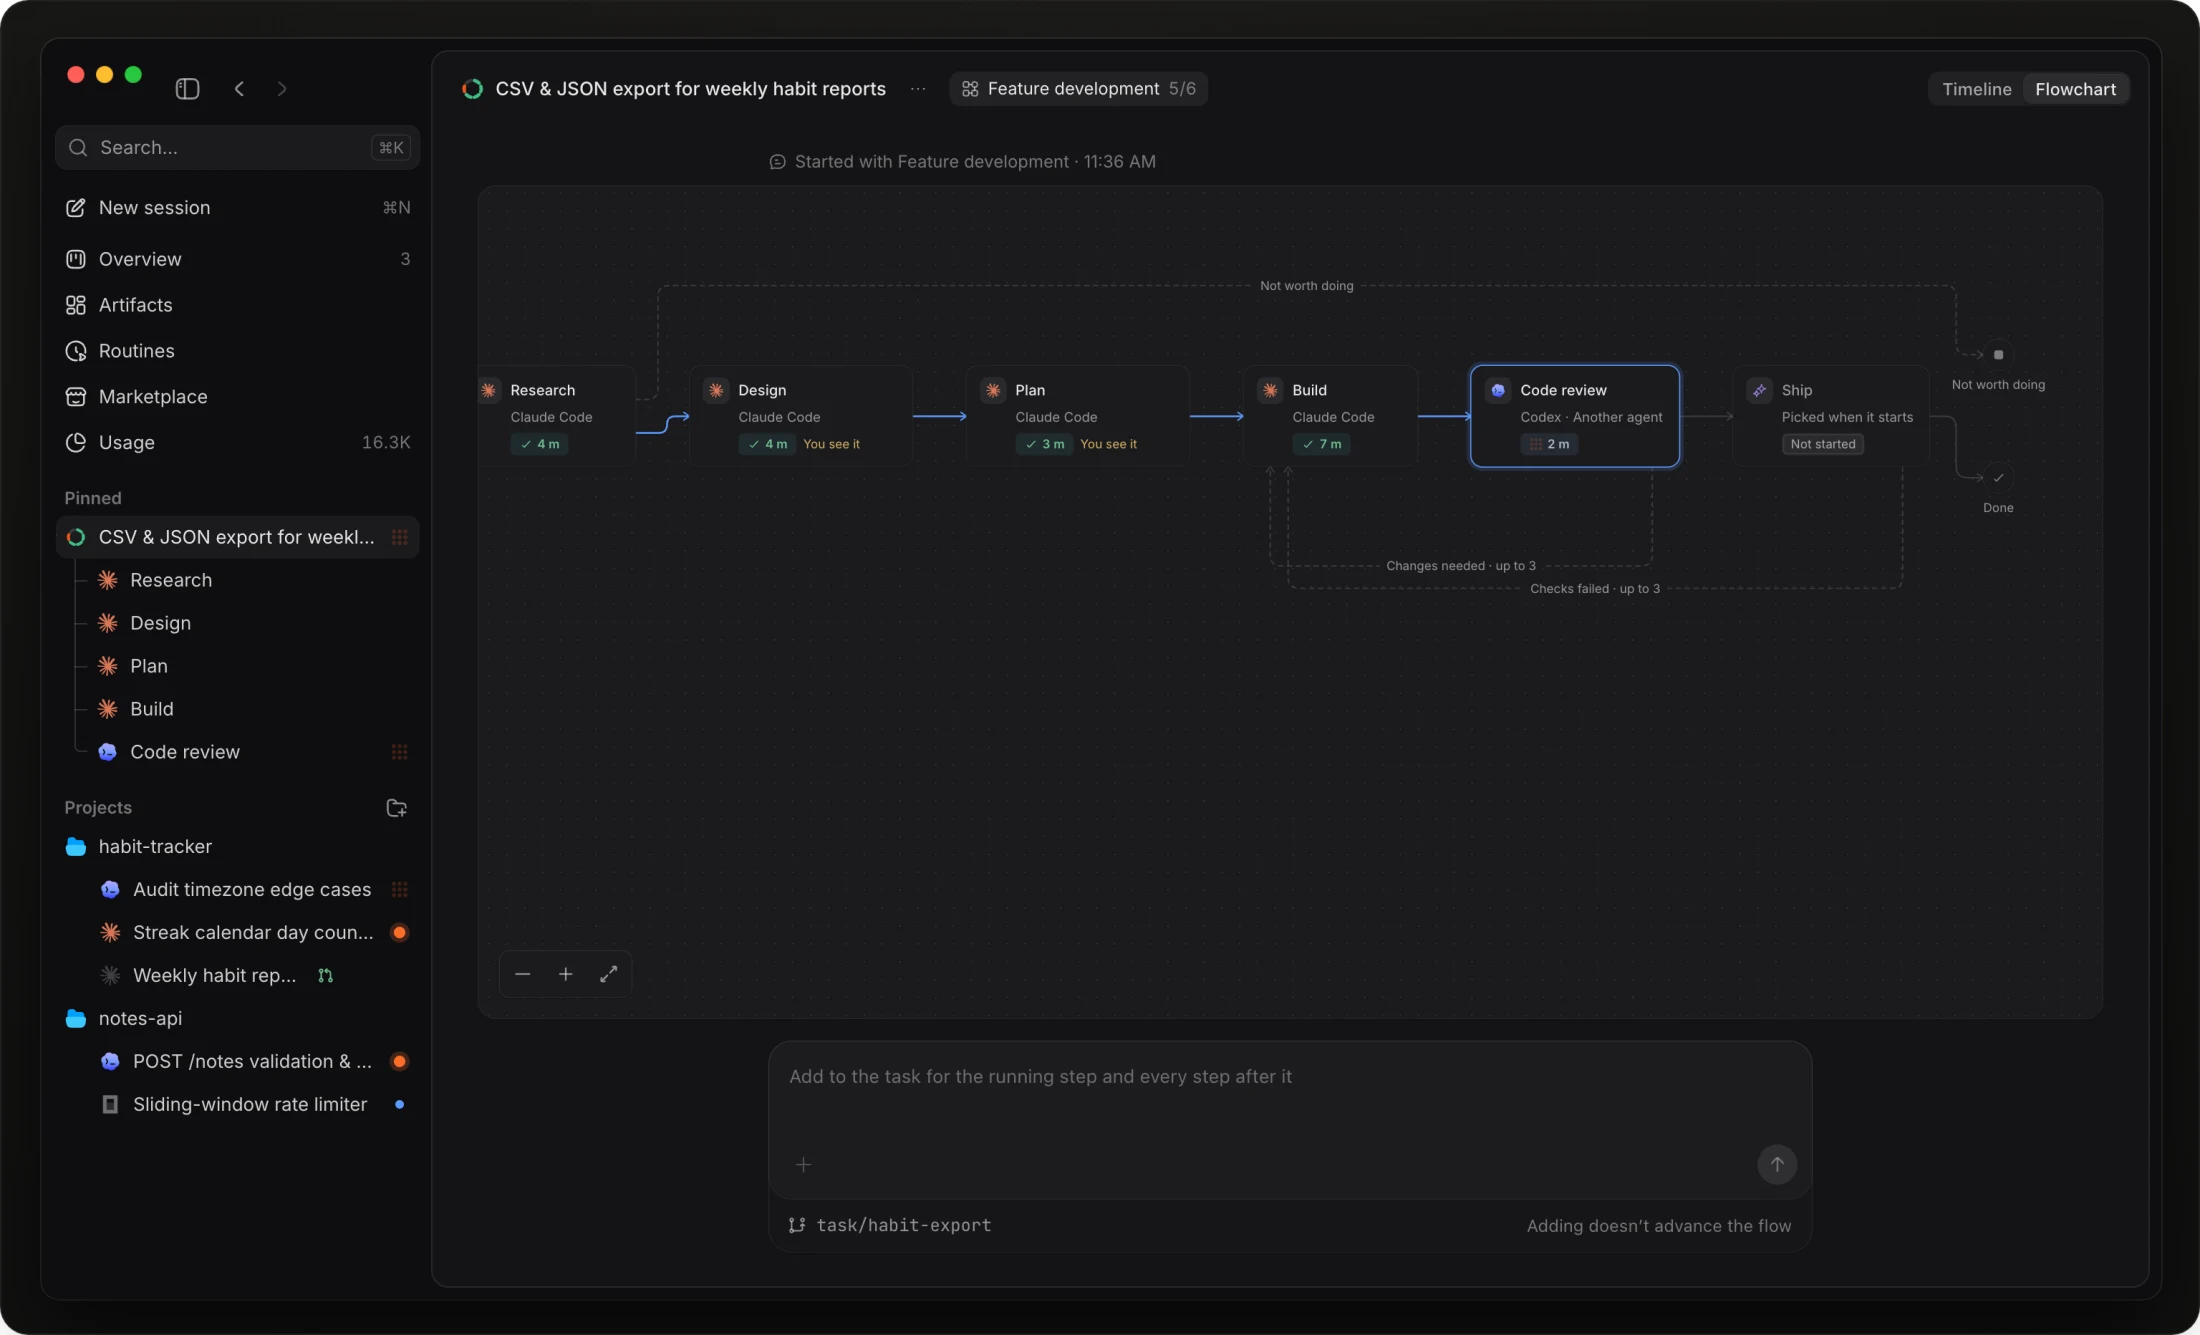 CSV & JSON export for weekly habit reports
Feature development 5/6
Timeline
Flowchart
Search...
⌘K
New session
⌘N
Overview
3
Artifacts
Routines
Marketplace
Usage
16.3K
Pinned
CSV & JSON export for weekl...
Research
Design
Plan
Build
Code review
Projects
habit-tracker
Audit timezone edge cases
Streak calendar day coun...
Weekly habit rep...
notes-api
POST /notes validation & ...
Sliding-window rate limiter
Started with Feature development · 11:36 AM
Not worth doing
Research
Claude Code
4 m
Design
Claude Code
4 m You see it
Plan
Claude Code
3 m You see it
Build
Claude Code
7 m
Code review
Codex · Another agent
2 m
Ship
Picked when it starts
Not started
Not worth doing
Done
Changes needed · up to 3
Checks failed · up to 3
Add to the task for the running step and every step after it
task/habit-export
Adding doesn't advance the flow